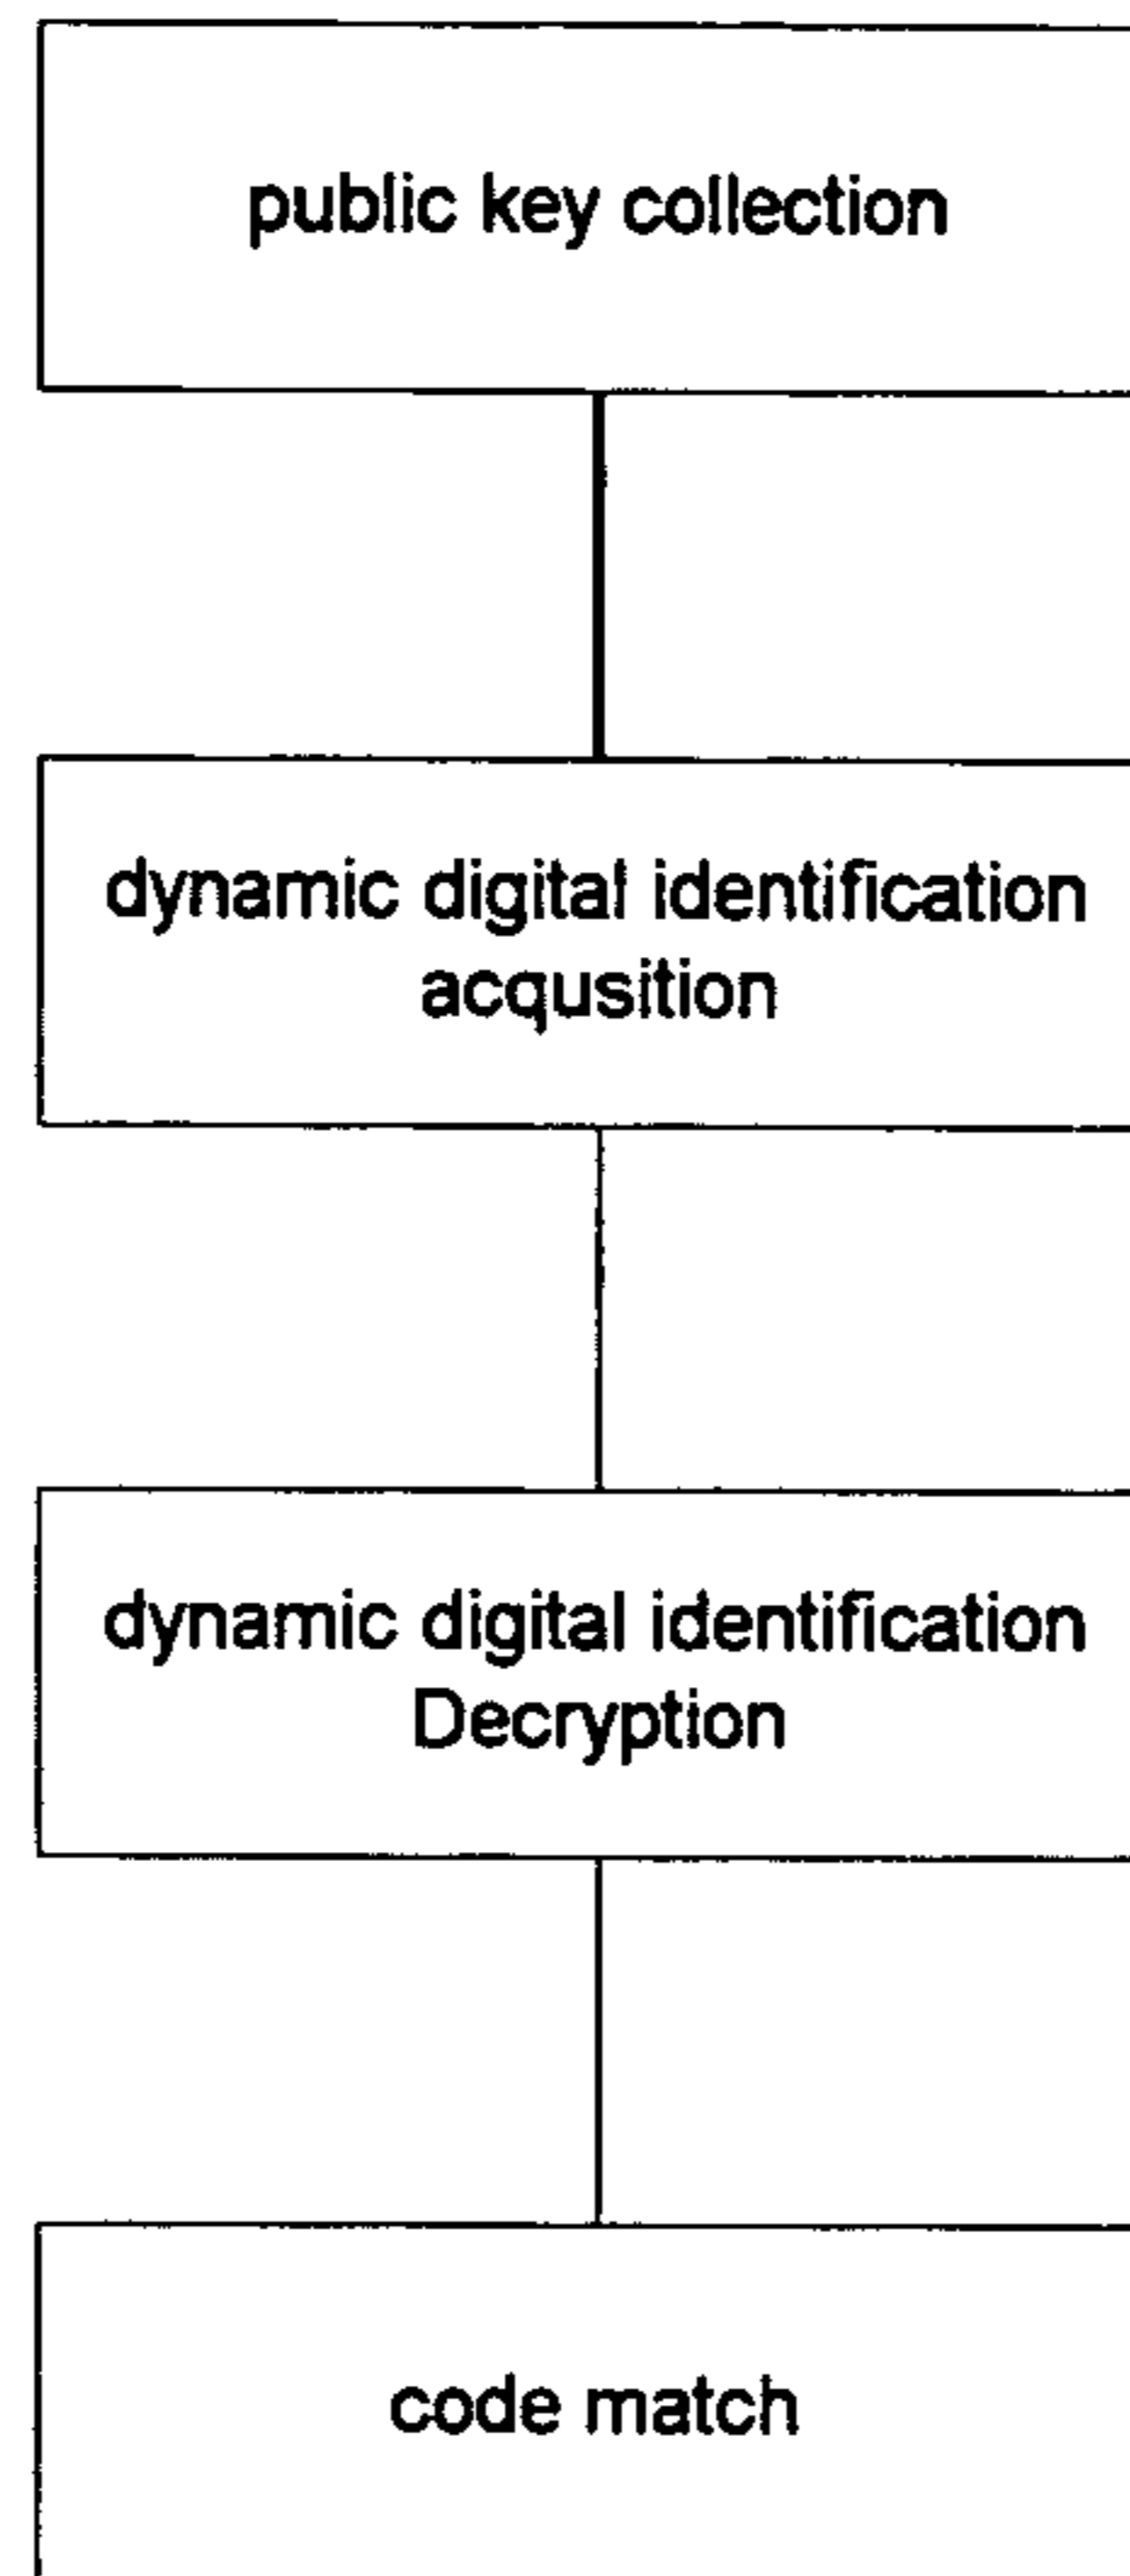 public key collection
dynamic digital identification
acqusition
dynamic digital identification
Decryption
code match